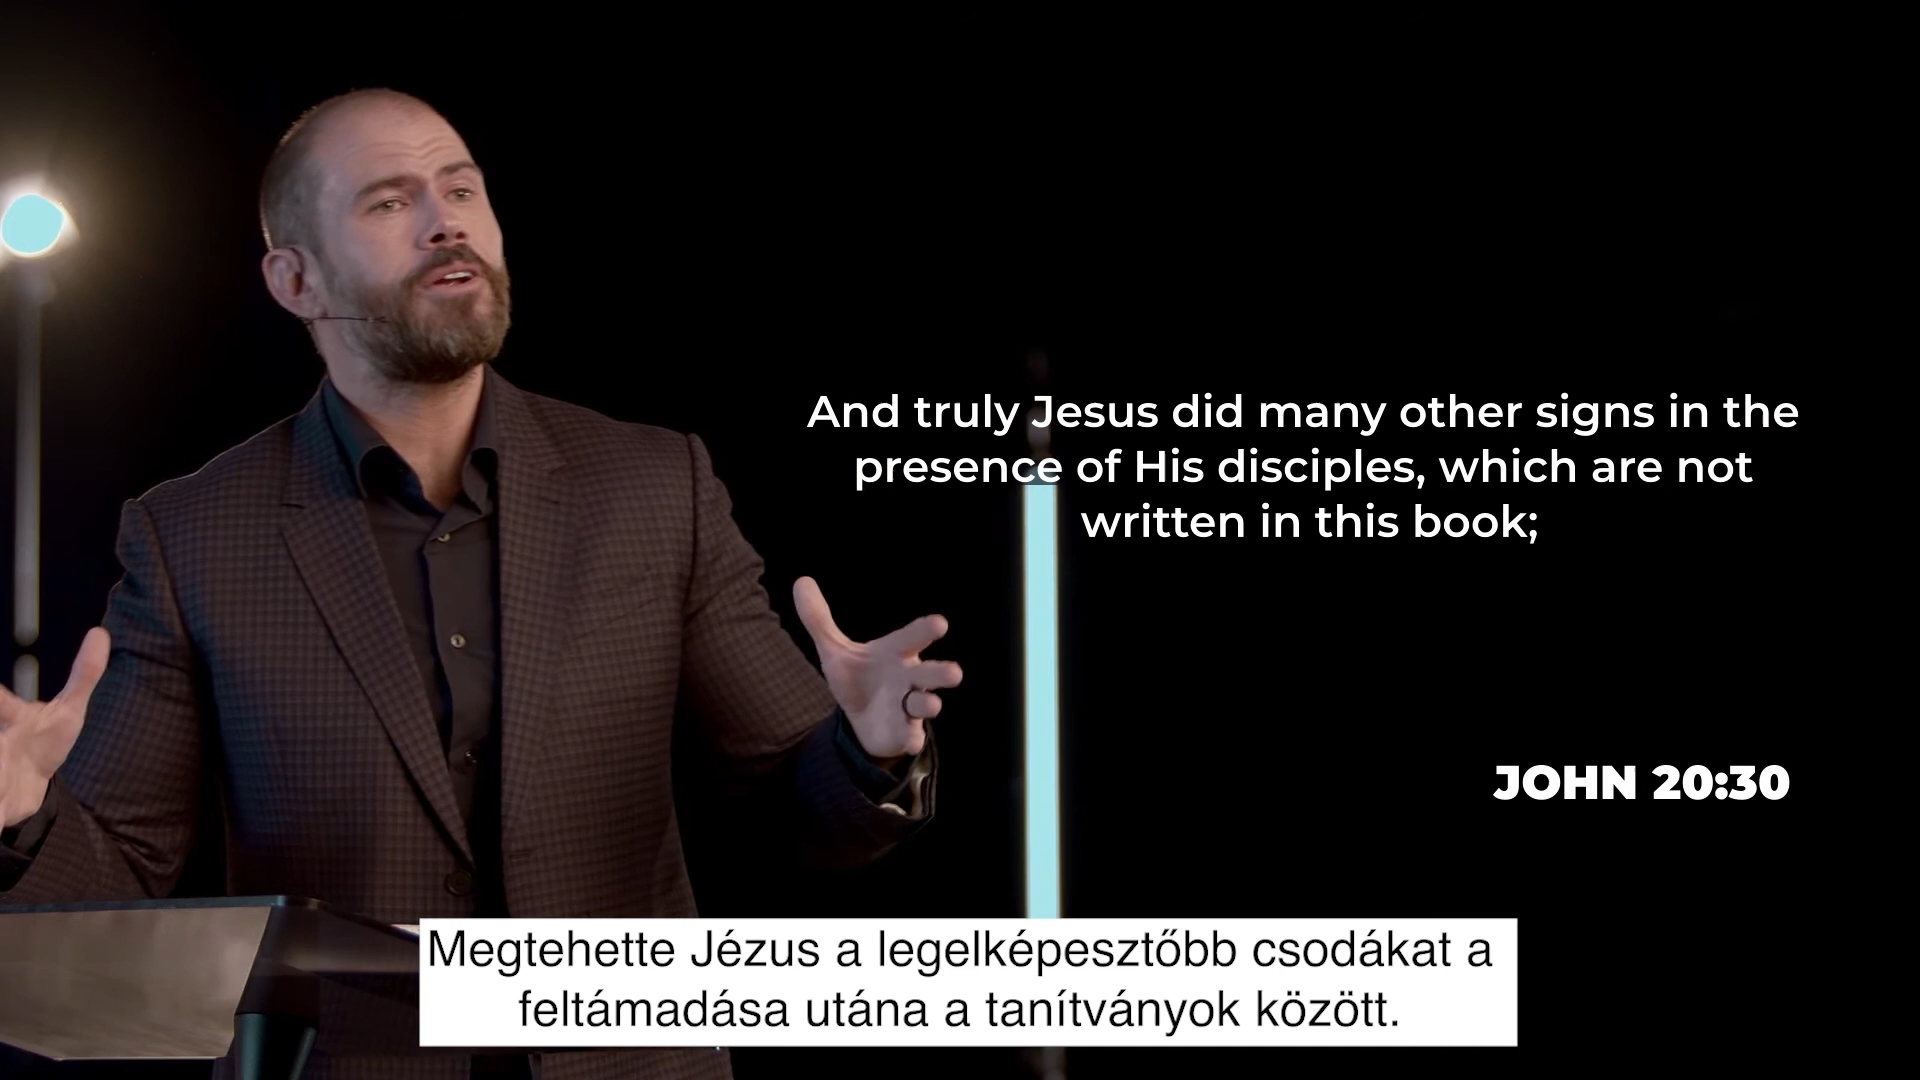 And truly Jesus did many other signs in the
presence of His disciples, which are not
written in this book;
JOHN 20:30
Megtehette Jézus a legelképesztőbb csodákat a
feltámadása utána a tanítványok között.